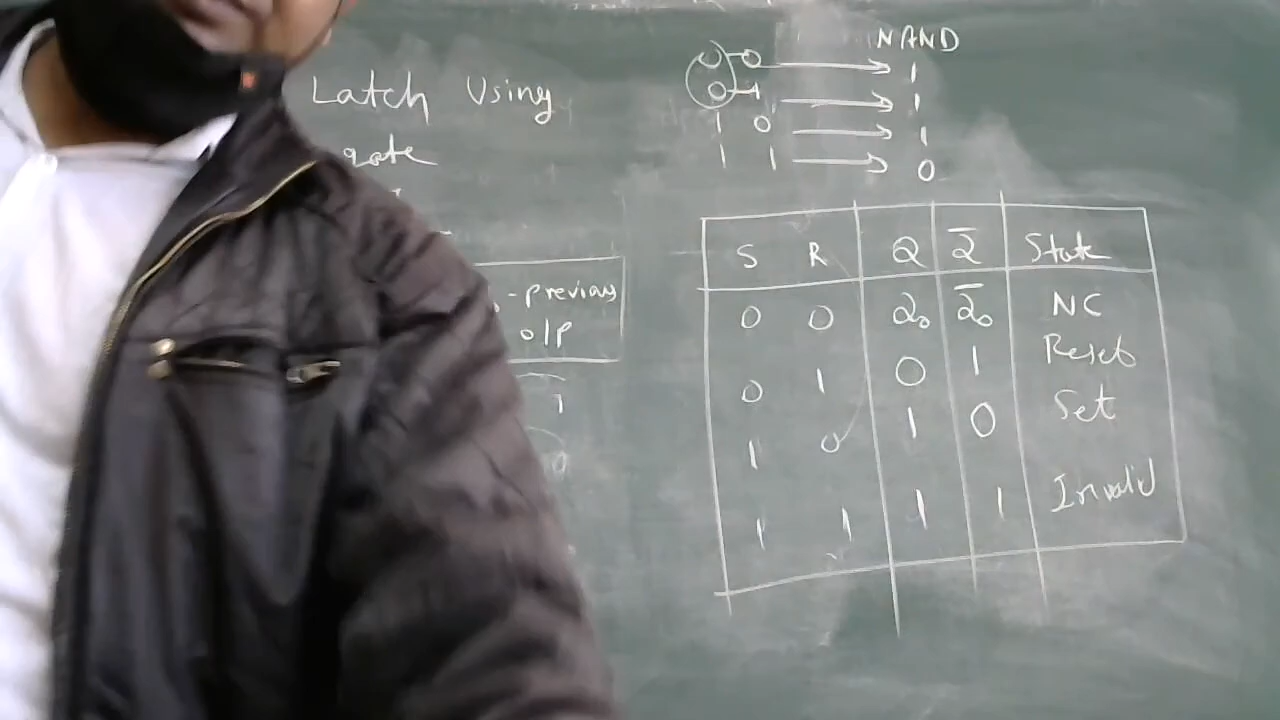 Latch Using
gate
- previous
o/p
1
0
NAND
0 0 → 1
0 1 → 1
1 0 → 1
1 1 → 0
S R Q Q̅ State
0 0 Q₀ Q̅₀ NC
0 1 0 1 Reset
1 0 1 0 Set
1 1 1 1 Invalid